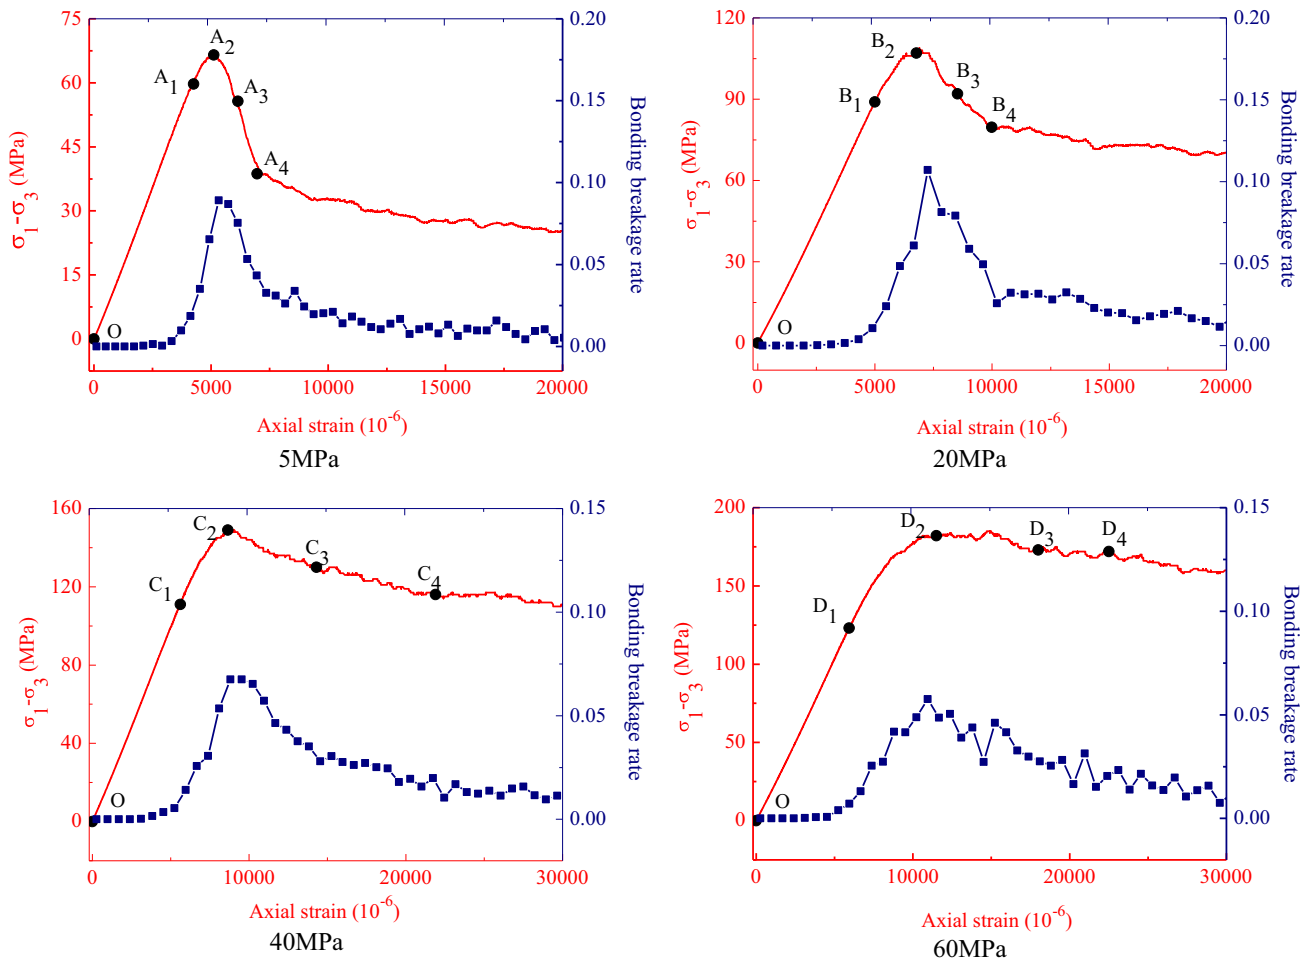 75
60
45
30
15
0
σ1-σ3 (MPa)
A1
A2
A3
A4
O
0.20
0.15
0.10
0.05
0.00
Bonding breakage rate
0 5000 10000 15000 20000
Axial strain (10-6)
5MPa
120
90
60
30
0
σ1-σ3 (MPa)
B1
B2
B3
B4
O
0.20
0.15
0.10
0.05
0.00
Bonding breakage rate
0 5000 10000 15000 20000
Axial strain (10-6)
20MPa
160
120
80
40
0
σ1-σ3 (MPa)
C1
C2
C3
C4
O
0.15
0.10
0.05
0.00
Bonding breakage rate
0 10000 20000 30000
Axial strain (10-6)
40MPa
200
150
100
50
0
σ1-σ3 (MPa)
D1
D2
D3
D4
O
0.15
0.10
0.05
0.00
Bonding breakage rate
0 10000 20000 30000
Axial strain (10-6)
60MPa